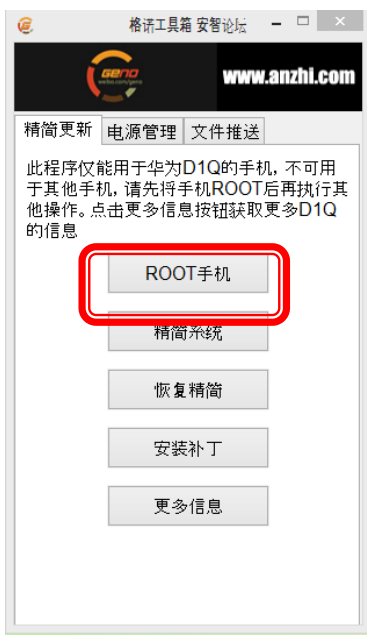 格诺工具箱 安智论坛
GENO
weibo.com/geno
www.anzhi.com
精简更新 电源管理 文件推送
此程序仅能用于华为D1Q的手机, 不可用
于其他手机, 请先将手机ROOT后再执行其
他操作。点击更多信息按钮获取更多D1Q
的信息
ROOT手机
精简系统
恢复精简
安装补丁
更多信息